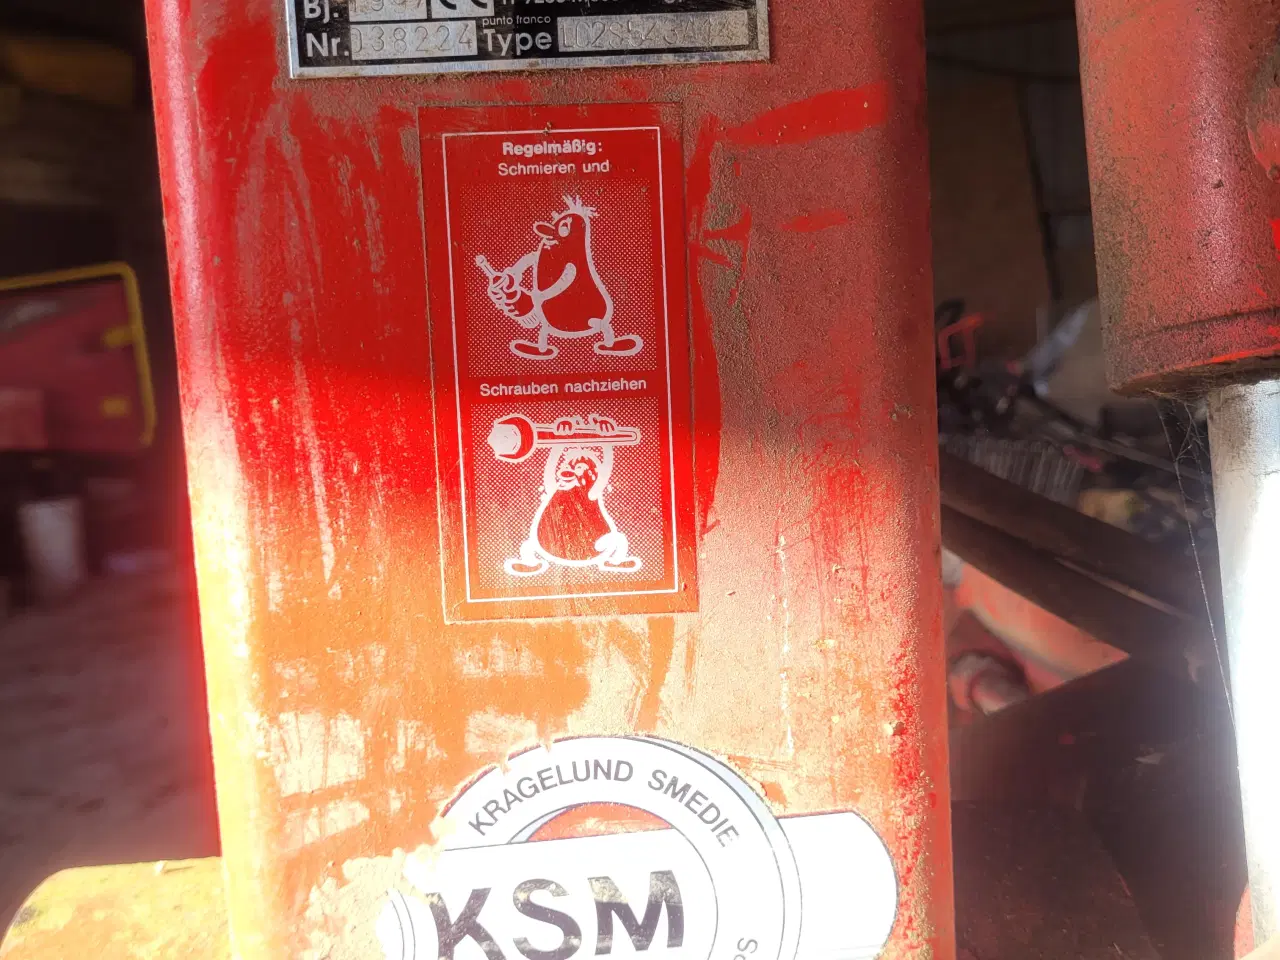 Bj.
punto franco
Nr. 038224 Type
Regelmäßig:
Schmieren und
Schrauben nachziehen
KRAGELUND SMEDIE
KSM